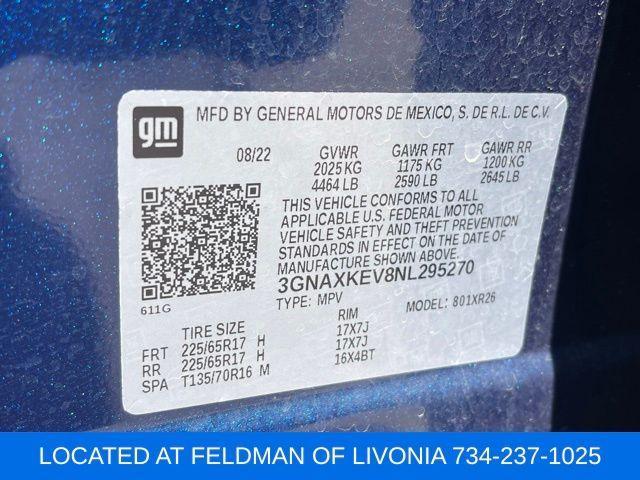 gm
MFD BY GENERAL MOTORS DE MEXICO, S. DE R.L. DE C.V.
08/22 GVWR GAWR FRT GAWR RR
2025 KG 1175 KG 1200 KG
4464 LB 2590 LB 2645 LB
THIS VEHICLE CONFORMS TO ALL
APPLICABLE U.S. FEDERAL MOTOR
VEHICLE SAFETY AND THEFT PREVENTION
STANDARDS IN EFFECT ON THE DATE OF
MANUFACTURE SHOWN ABOVE.
3GNAXKEV8NL295270
611G
TYPE: MPV MODEL: 801XR26
TIRE SIZE RIM
FRT 225/65R17 H 17X7J
RR 225/65R17 H 17X7J
SPA T135/70R16 M 16X4BT
LOCATED AT FELDMAN OF LIVONIA 734-237-1025